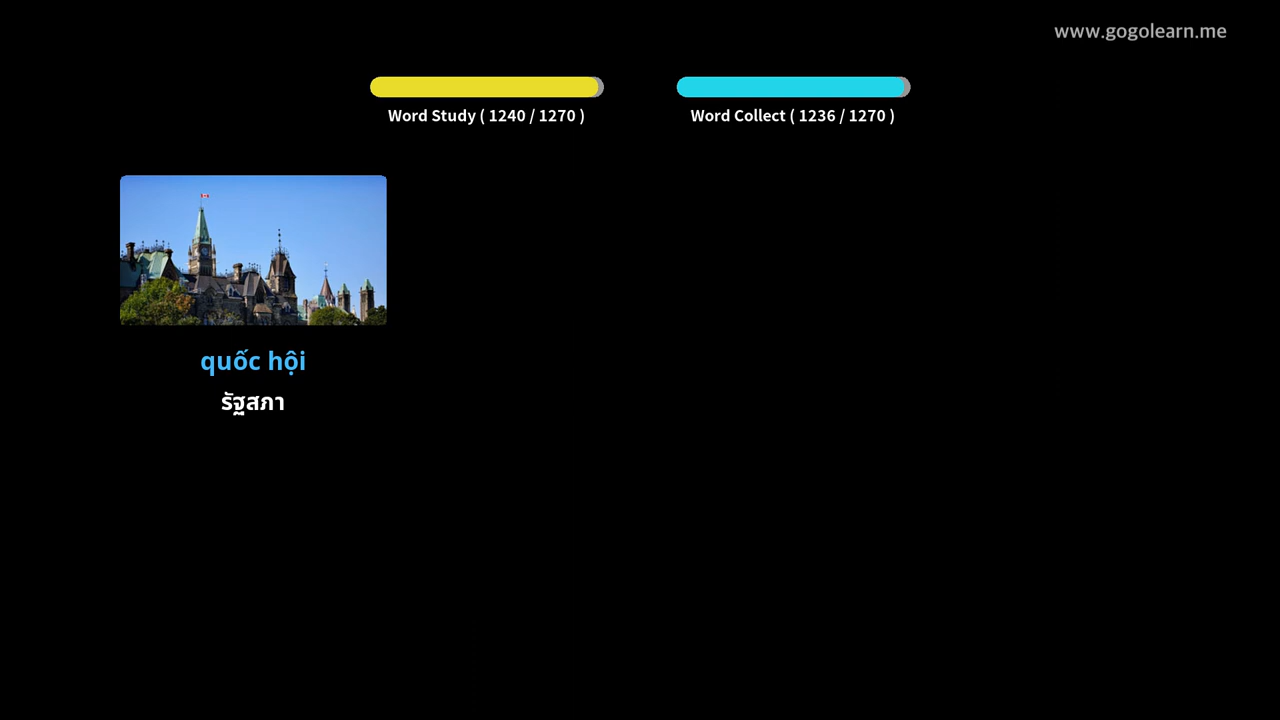 www.gogolearn.me
Word Study ( 1240 / 1270 )
Word Collect ( 1236 / 1270 )
quốc hội
รัฐสภา